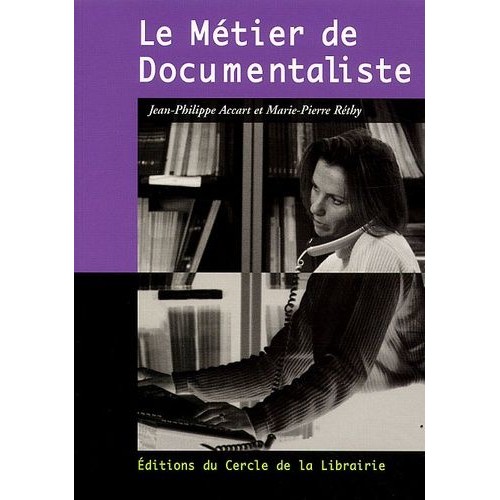 Le Métier de
Documentaliste
Jean-Philippe Accart et Marie-Pierre Réthy
Éditions du Cercle de la Librairie